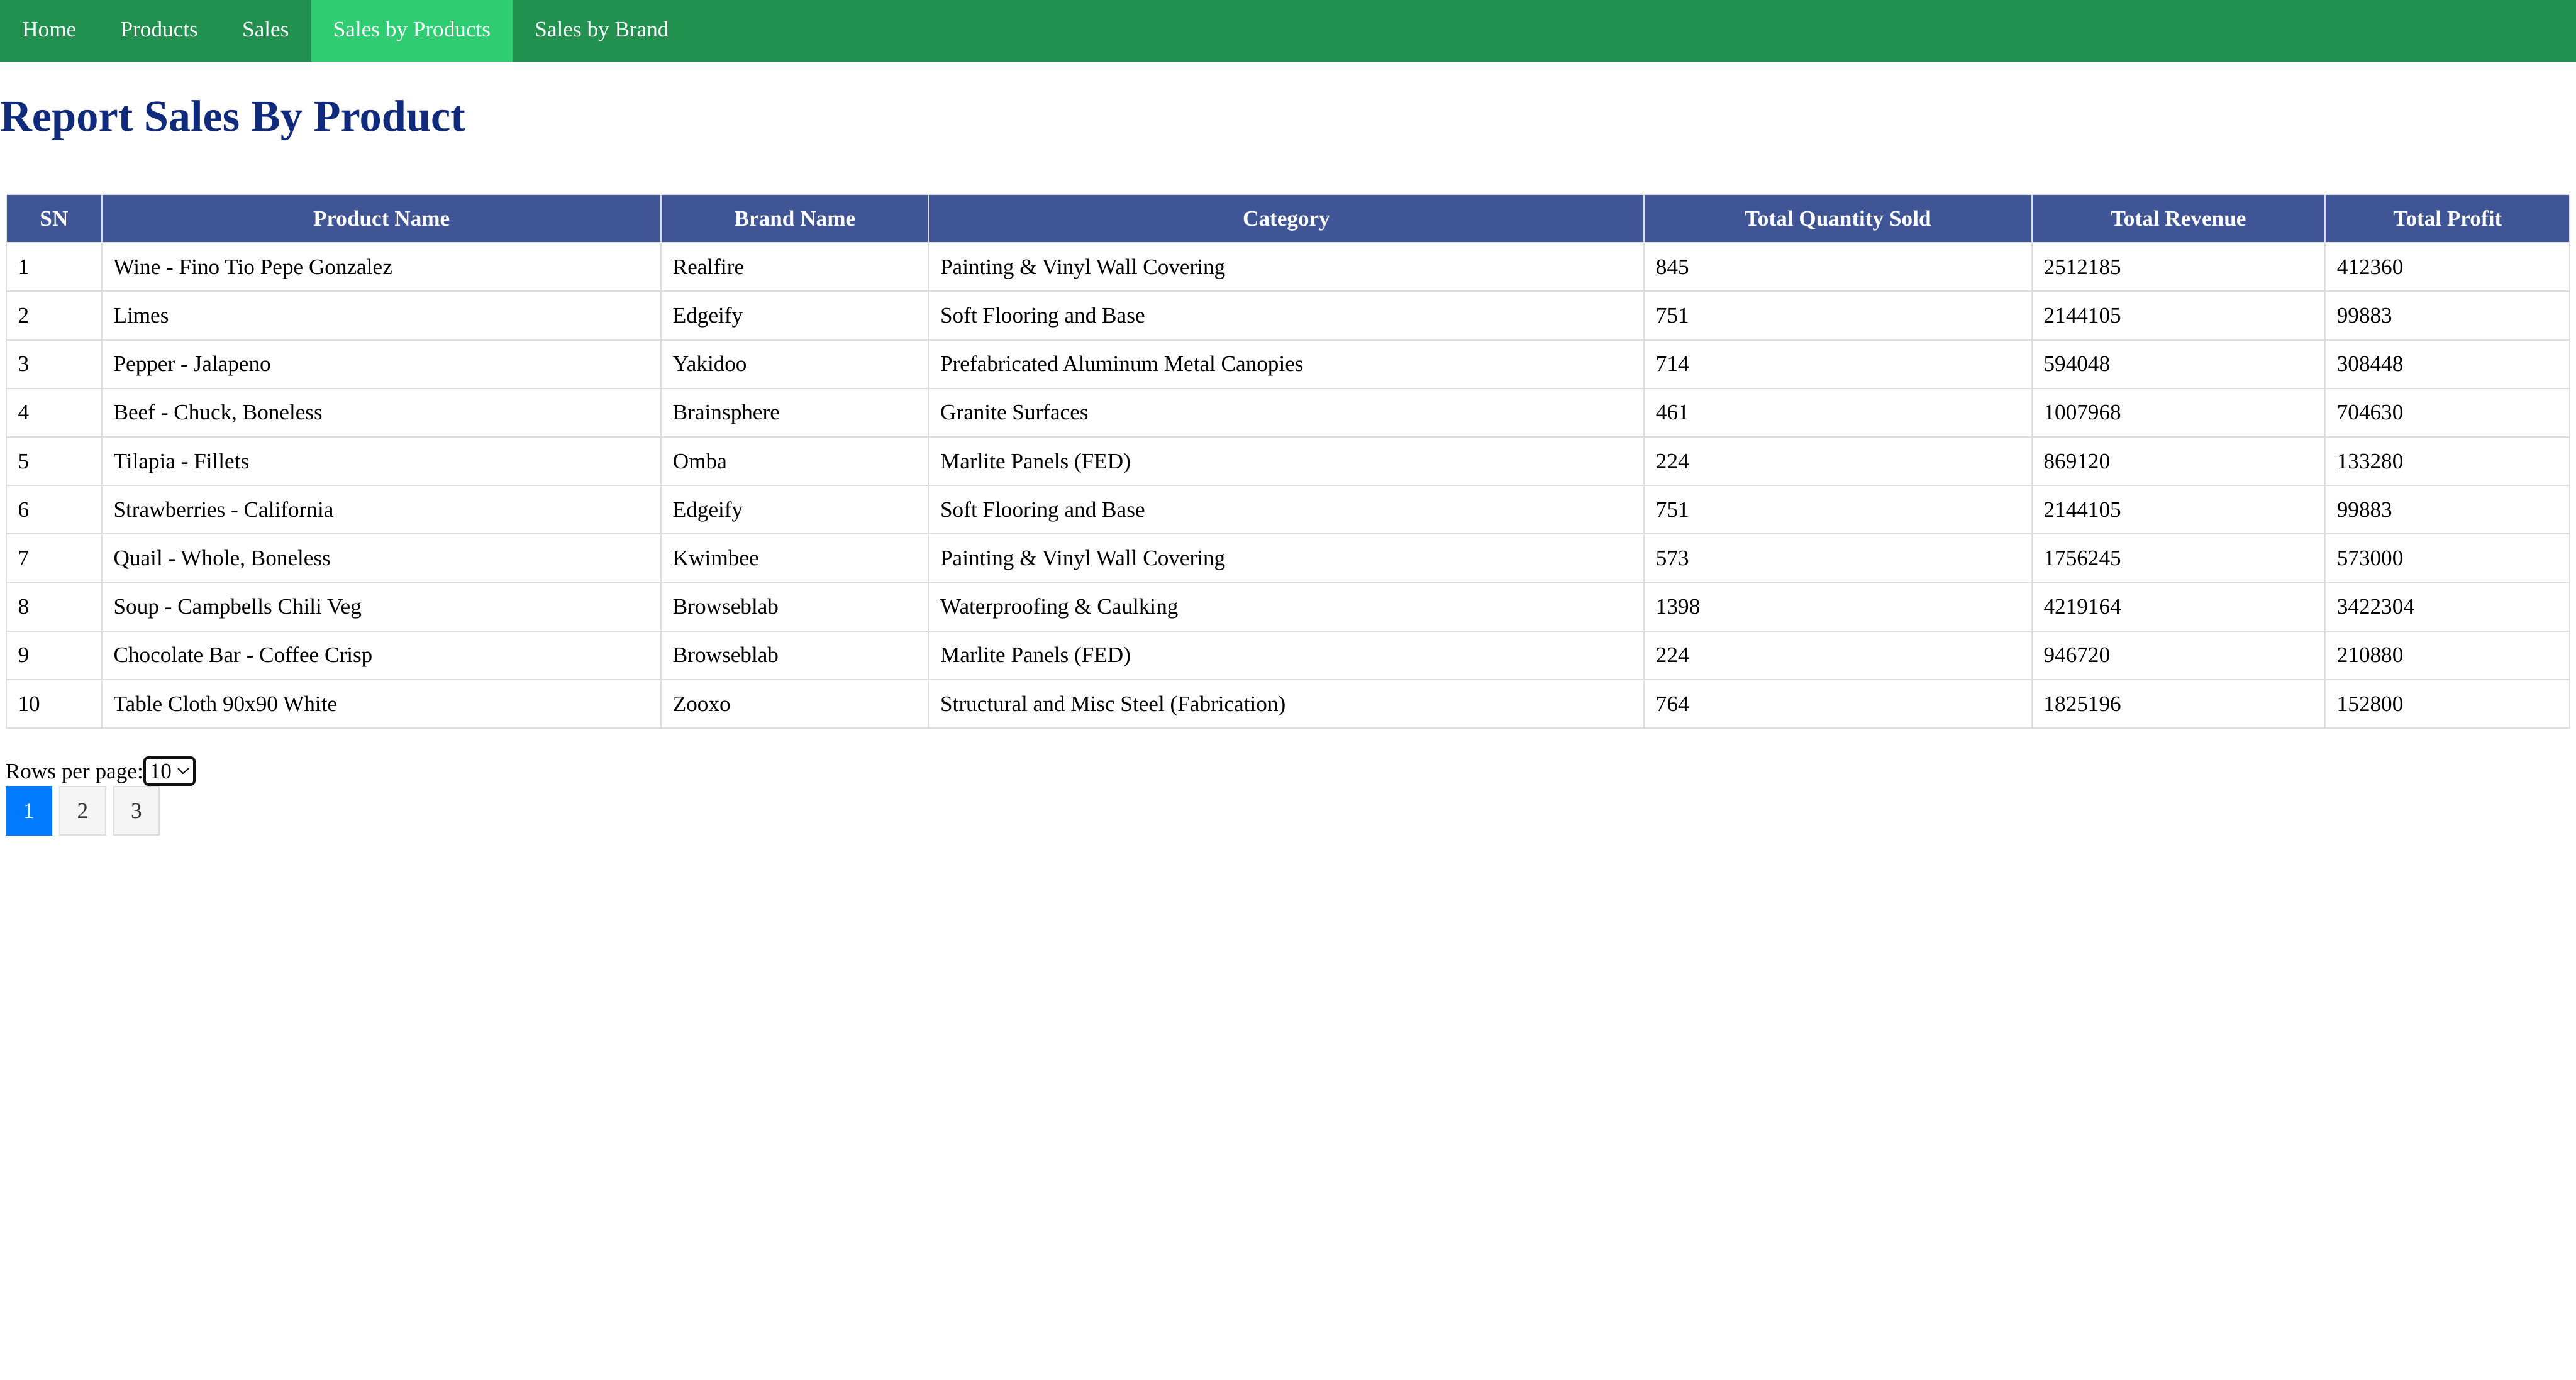 Home Products Sales Sales by Products Sales by Brand
Report Sales By Product
SN Product Name Brand Name Category Total Quantity Sold Total Revenue Total Profit
1 Wine - Fino Tio Pepe Gonzalez Realfire Painting & Vinyl Wall Covering 845 2512185 412360
2 Limes Edgeify Soft Flooring and Base 751 2144105 99883
3 Pepper - Jalapeno Yakidoo Prefabricated Aluminum Metal Canopies 714 594048 308448
4 Beef - Chuck, Boneless Brainsphere Granite Surfaces 461 1007968 704630
5 Tilapia - Fillets Omba Marlite Panels (FED) 224 869120 133280
6 Strawberries - California Edgeify Soft Flooring and Base 751 2144105 99883
7 Quail - Whole, Boneless Kwimbee Painting & Vinyl Wall Covering 573 1756245 573000
8 Soup - Campbells Chili Veg Browseblab Waterproofing & Caulking 1398 4219164 3422304
9 Chocolate Bar - Coffee Crisp Browseblab Marlite Panels (FED) 224 946720 210880
10 Table Cloth 90x90 White Zooxo Structural and Misc Steel (Fabrication) 764 1825196 152800
Rows per page: 10
1 2 3